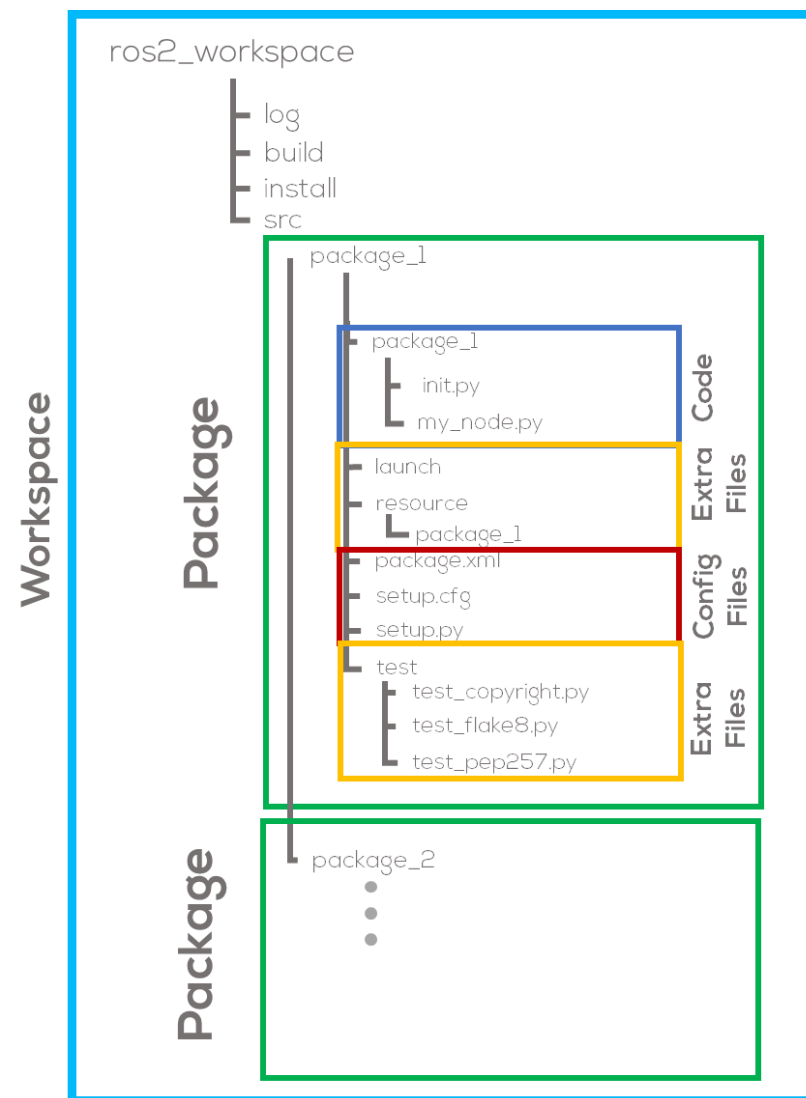 ros2_workspace
log
build
install
src
package_1
package_1
init.py
my_node.py
launch
resource
package_1
package.xml
setup.cfg
setup.py
test
test_copyright.py
test_flake8.py
test_pep257.py
package_2
Workspace
Package
Package
Code
Extra
Files
Config
Files
Extra
Files